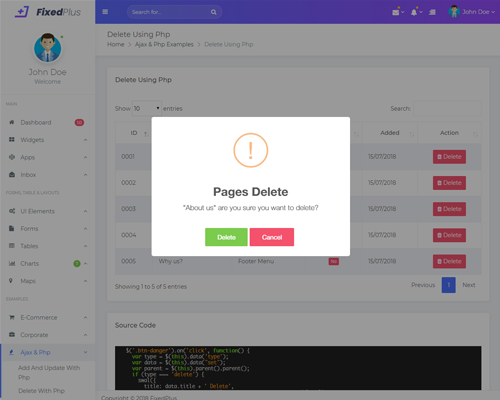 FixedPlus
Search for...
John Doe
John Doe
Welcome
MAIN
Dashboard
Widgets
Apps
Inbox
FORMS, TABLE & LAYOUTS
UI Elements
Forms
Tables
Charts
Maps
EXAMPLES
E-Commerce
Corporate
Ajax & Php
Add And Update With
Php
Delete With Php
Delete Using Php
Home > Ajax & Php Examples > Delete Using Php
Delete Using Php
Show 10 entries
Search:
ID Added Action
0001 15/07/2018 Delete
0002 15/07/2018 Delete
0003 15/07/2018 Delete
0004 15/07/2018 Delete
0005 Why us? Footer Menu No 15/07/2018 Delete
Pages Delete
"About us" are you sure you want to delete?
Delete Cancel
Showing 1 to 5 of 5 entries
Previous 1 Next
Source Code
$('.btn-danger').on('click', function() {
var type = $(this).data("type");
var data = $(this).data("set");
var parent = $(this).parent().parent();
if (type === 'delete') {
swal({
title: data.title + ' Delete',
Copyright © 2018 FixedPlus